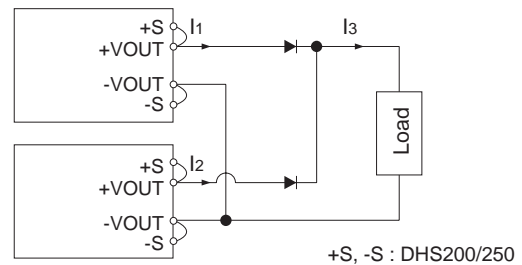 +S
I1
+VOUT
I3
-VOUT
-S
Load
+S
I2
+VOUT
-VOUT
-S
+S, -S : DHS200/250